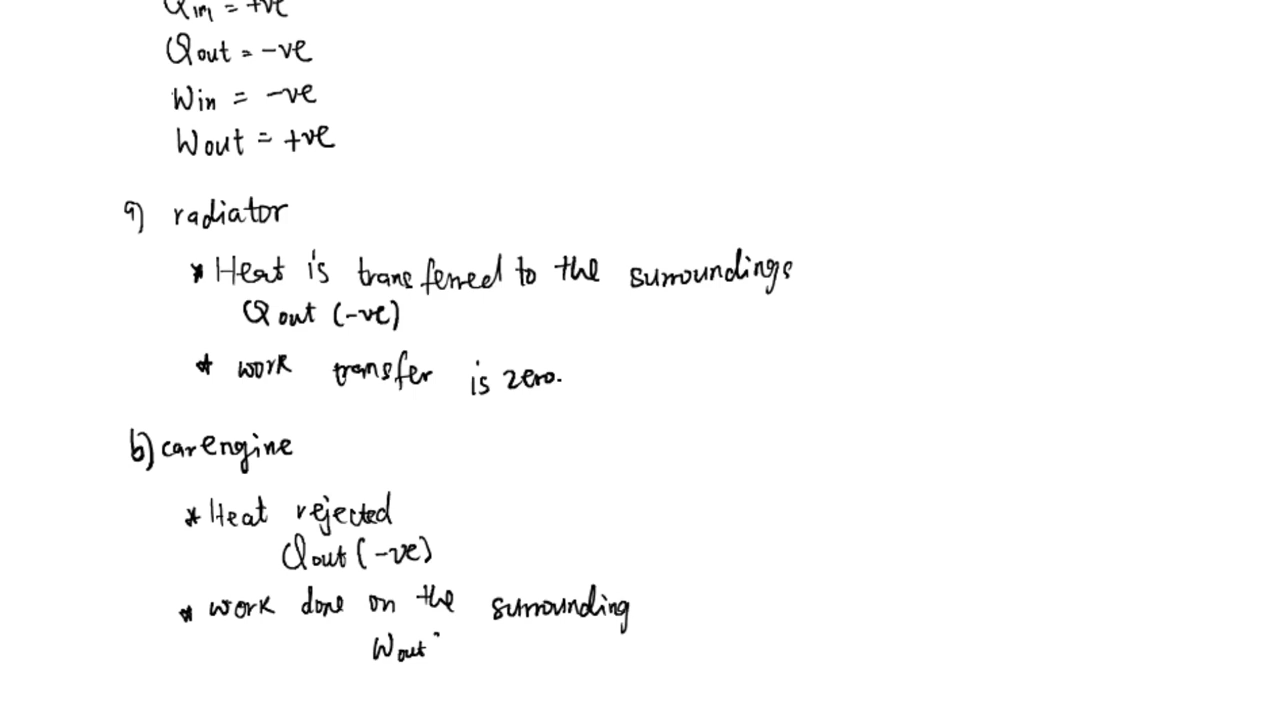 Qin = +ve
Qout = -ve
Win = -ve
Wout = +ve
a) radiator
* Heat is transferred to the surroundings
Qout (-ve)
* work transfer is zero.
b) car engine
* Heat rejected
Qout (-ve)
* work done on the surrounding
Wout